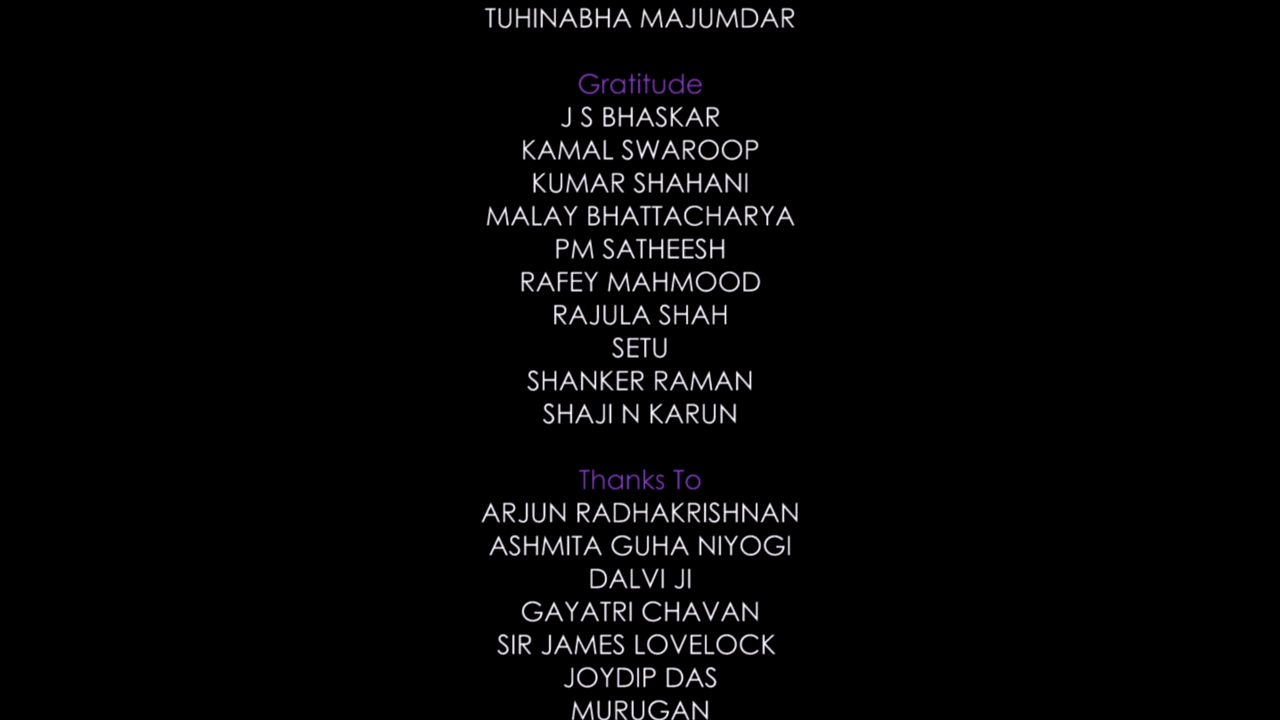 TUHINABHA MAJUMDAR
Gratitude
J S BHASKAR
KAMAL SWAROOP
KUMAR SHAHANI
MALAY BHATTACHARYA
PM SATHEESH
RAFEY MAHMOOD
RAJULA SHAH
SETU
SHANKER RAMAN
SHAJI N KARUN
Thanks To
ARJUN RADHAKRISHNAN
ASHMITA GUHA NIYOGI
DALVI JI
GAYATRI CHAVAN
SIR JAMES LOVELOCK
JOYDIP DAS
MURUGAN